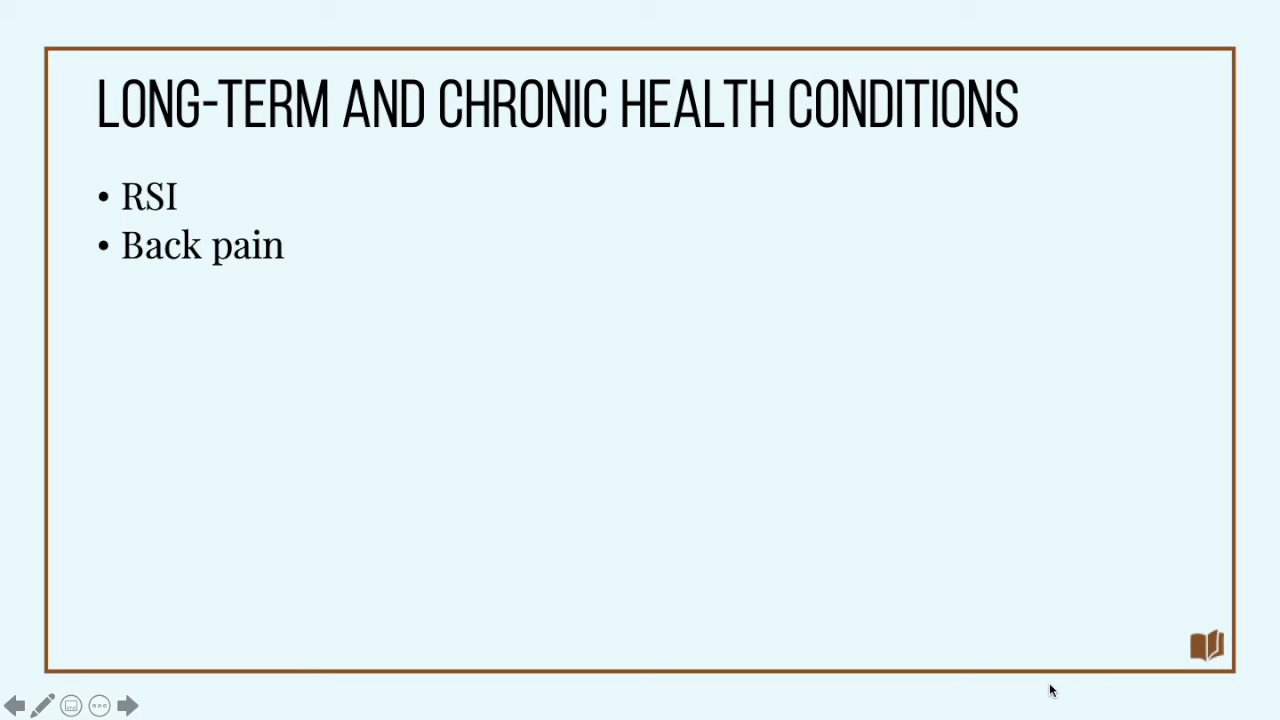 LONG-TERM AND CHRONIC HEALTH CONDITIONS
• RSI
• Back pain